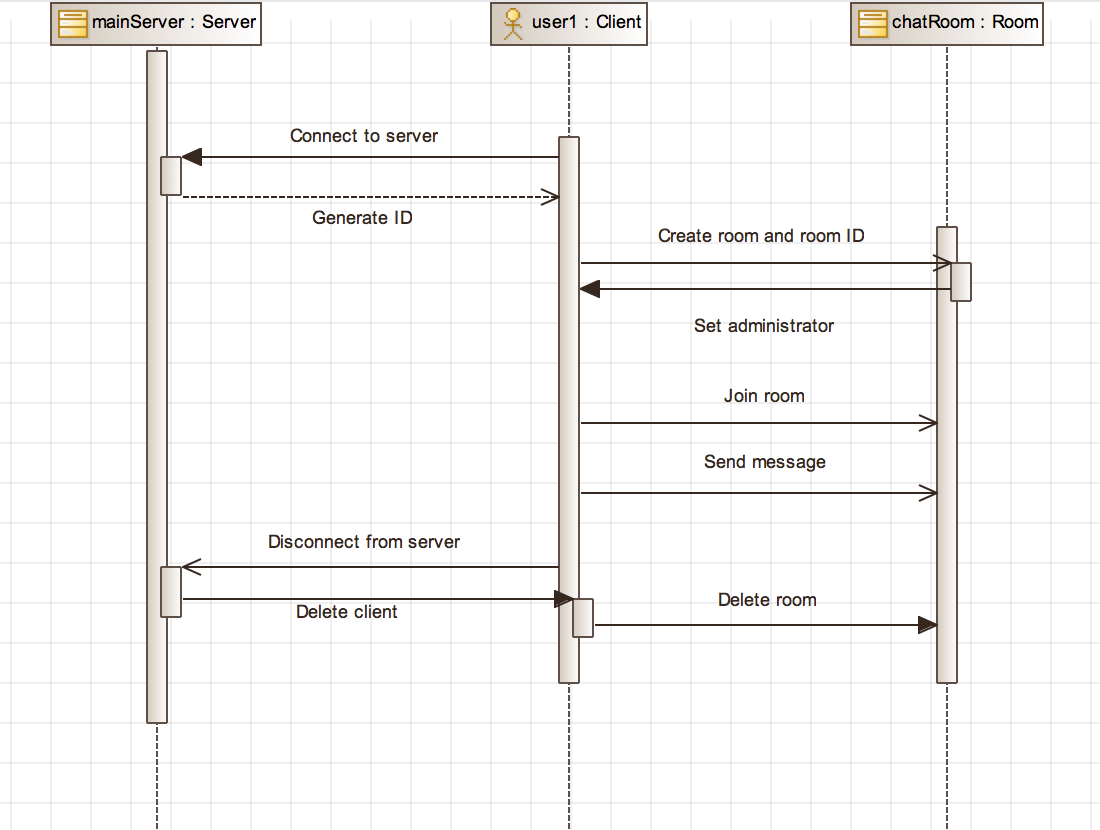 mainServer : Server
user1 : Client
chatRoom : Room
Connect to server
Generate ID
Create room and room ID
Set administrator
Join room
Send message
Disconnect from server
Delete client
Delete room